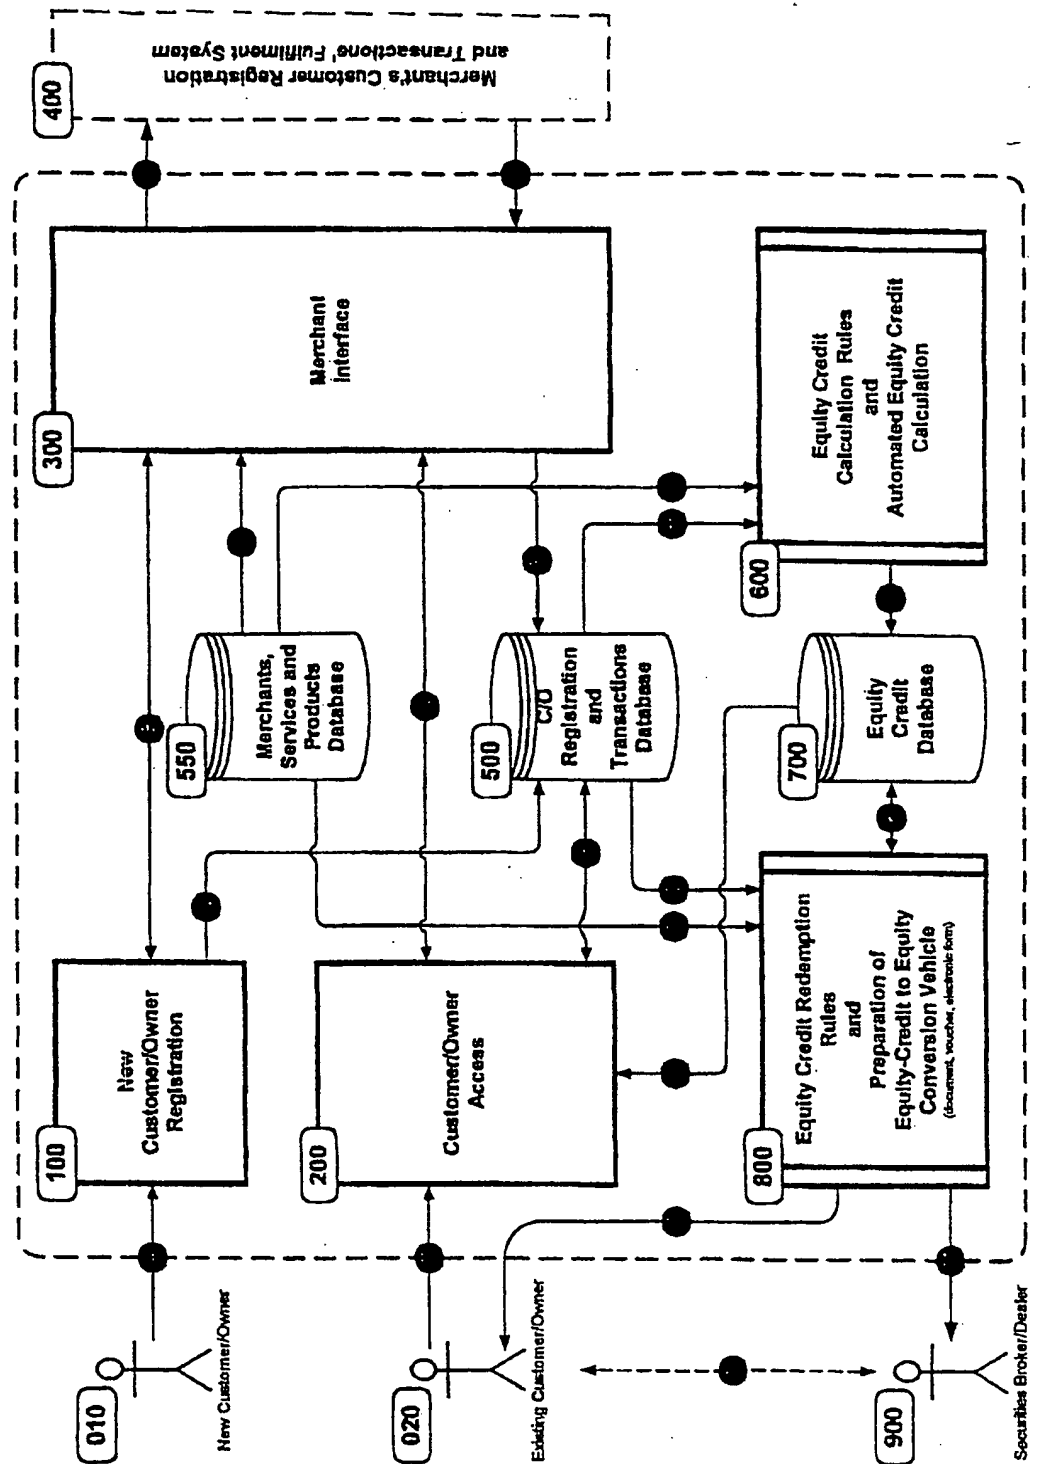 010
New Customer/Owner
100
New
Customer/Owner
Registration
550
Merchants,
Services and
Products
Database
300
Merchant
Interface
400
Merchant's Customer Registration
and Transactions' Fulfilment System
020
Existing Customer/Owner
200
Customer/Owner
Access
500
C/O
Registration
and
Transactions
Database
900
Securities Broker/Dealer
800
Equity Credit Redemption
Rules
and
Preparation of
Equity-Credit to Equity
Conversion Vehicle
(document, voucher, electronic form)
700
Equity
Credit
Database
600
Equity Credit
Calculation Rules
and
Automated Equity Credit
Calculation